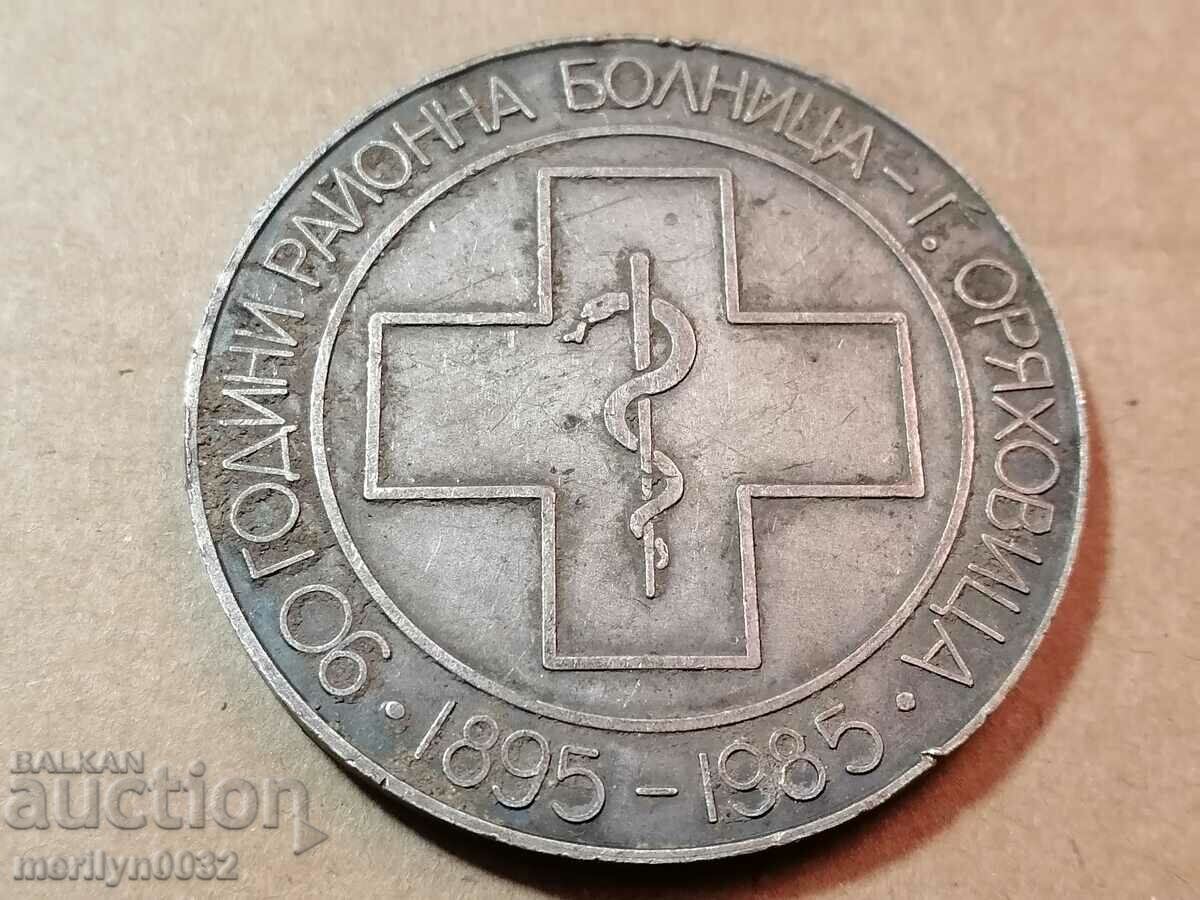 90 ГОДИНИ РАЙОННА БОЛНИЦА - Г. ОРЯХОВИЦА
· 1895 - 1985 ·
BALKAN
auction
merilyn0032